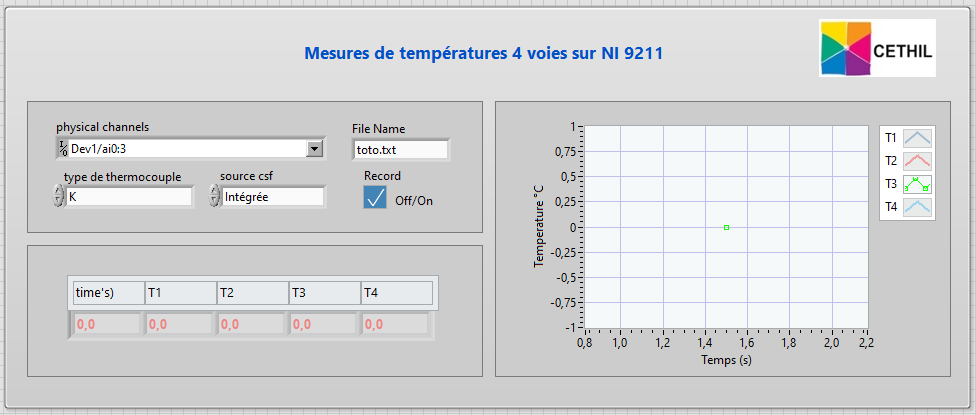 Mesures de températures 4 voies sur NI 9211
CETHIL
physical channels
I/0 Dev1/ai0:3
File Name
toto.txt
type de thermocouple
K
source csf
Intégrée
Record
Off/On
time's) T1 T2 T3 T4
0,0 0,0 0,0 0,0 0,0
Temperature °C
1
0,75
0,5
0,25
0
-0,25
-0,5
-0,75
-1
0,8 1,0 1,2 1,4 1,6 1,8 2,0 2,2
Temps (s)
T1
T2
T3
T4